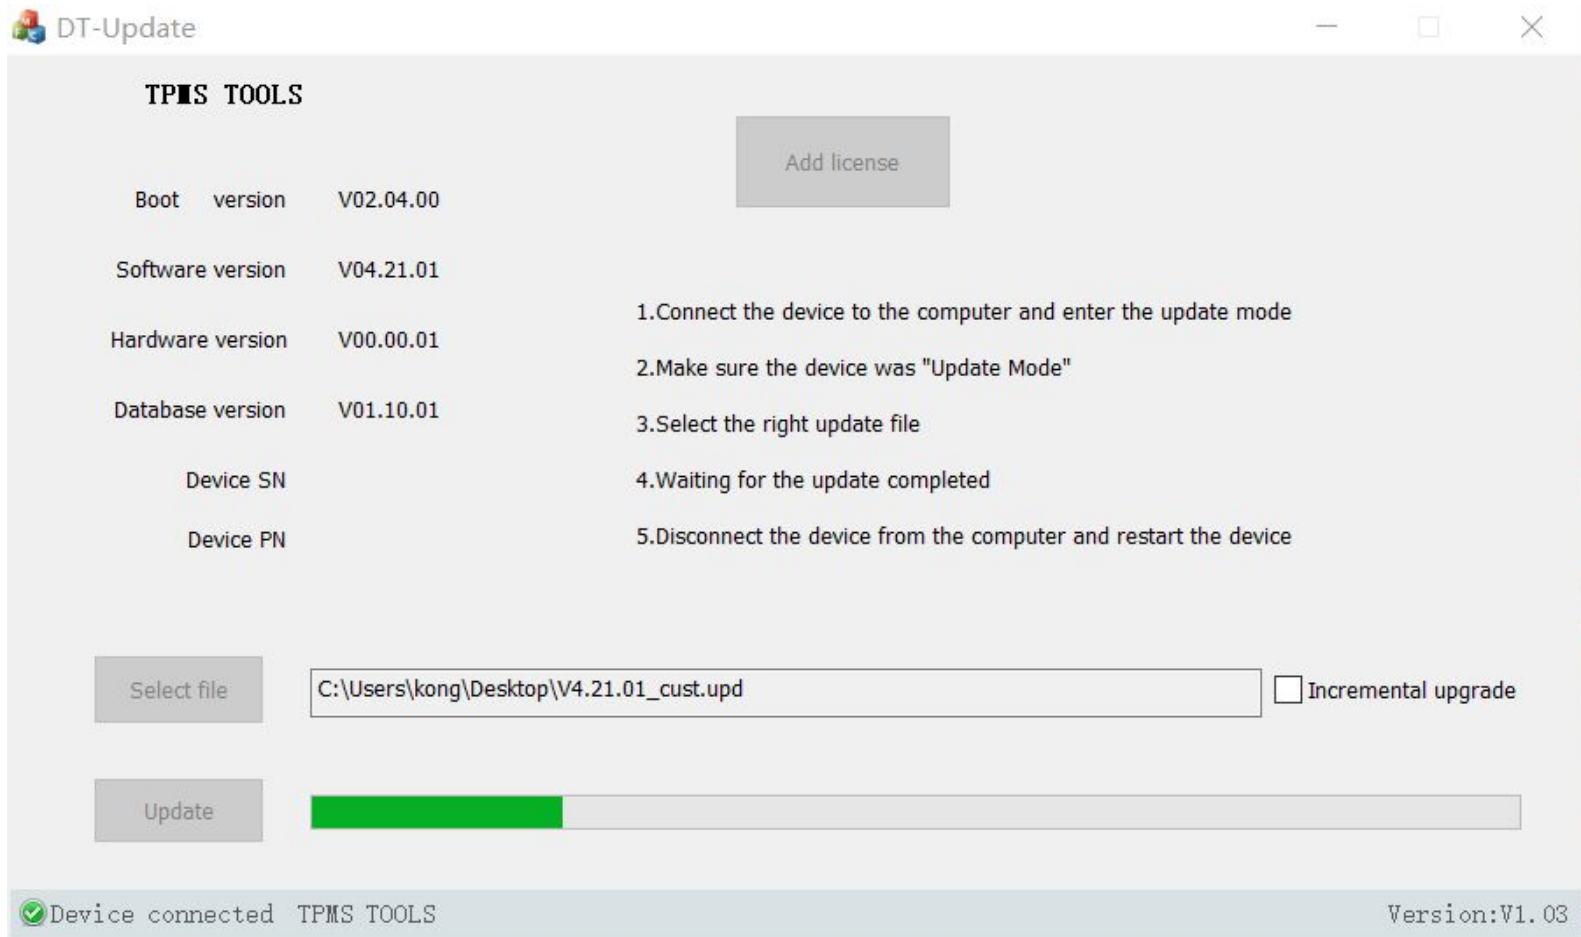 DT-Update
TPMS TOOLS
Add license
Boot version V02.04.00
Software version V04.21.01
Hardware version V00.00.01
Database version V01.10.01
Device SN
Device PN
1.Connect the device to the computer and enter the update mode
2.Make sure the device was "Update Mode"
3.Select the right update file
4.Waiting for the update completed
5.Disconnect the device from the computer and restart the device
Select file C:\Users\kong\Desktop\V4.21.01_cust.upd Incremental upgrade
Update
Device connected TPMS TOOLS Version:V1.03